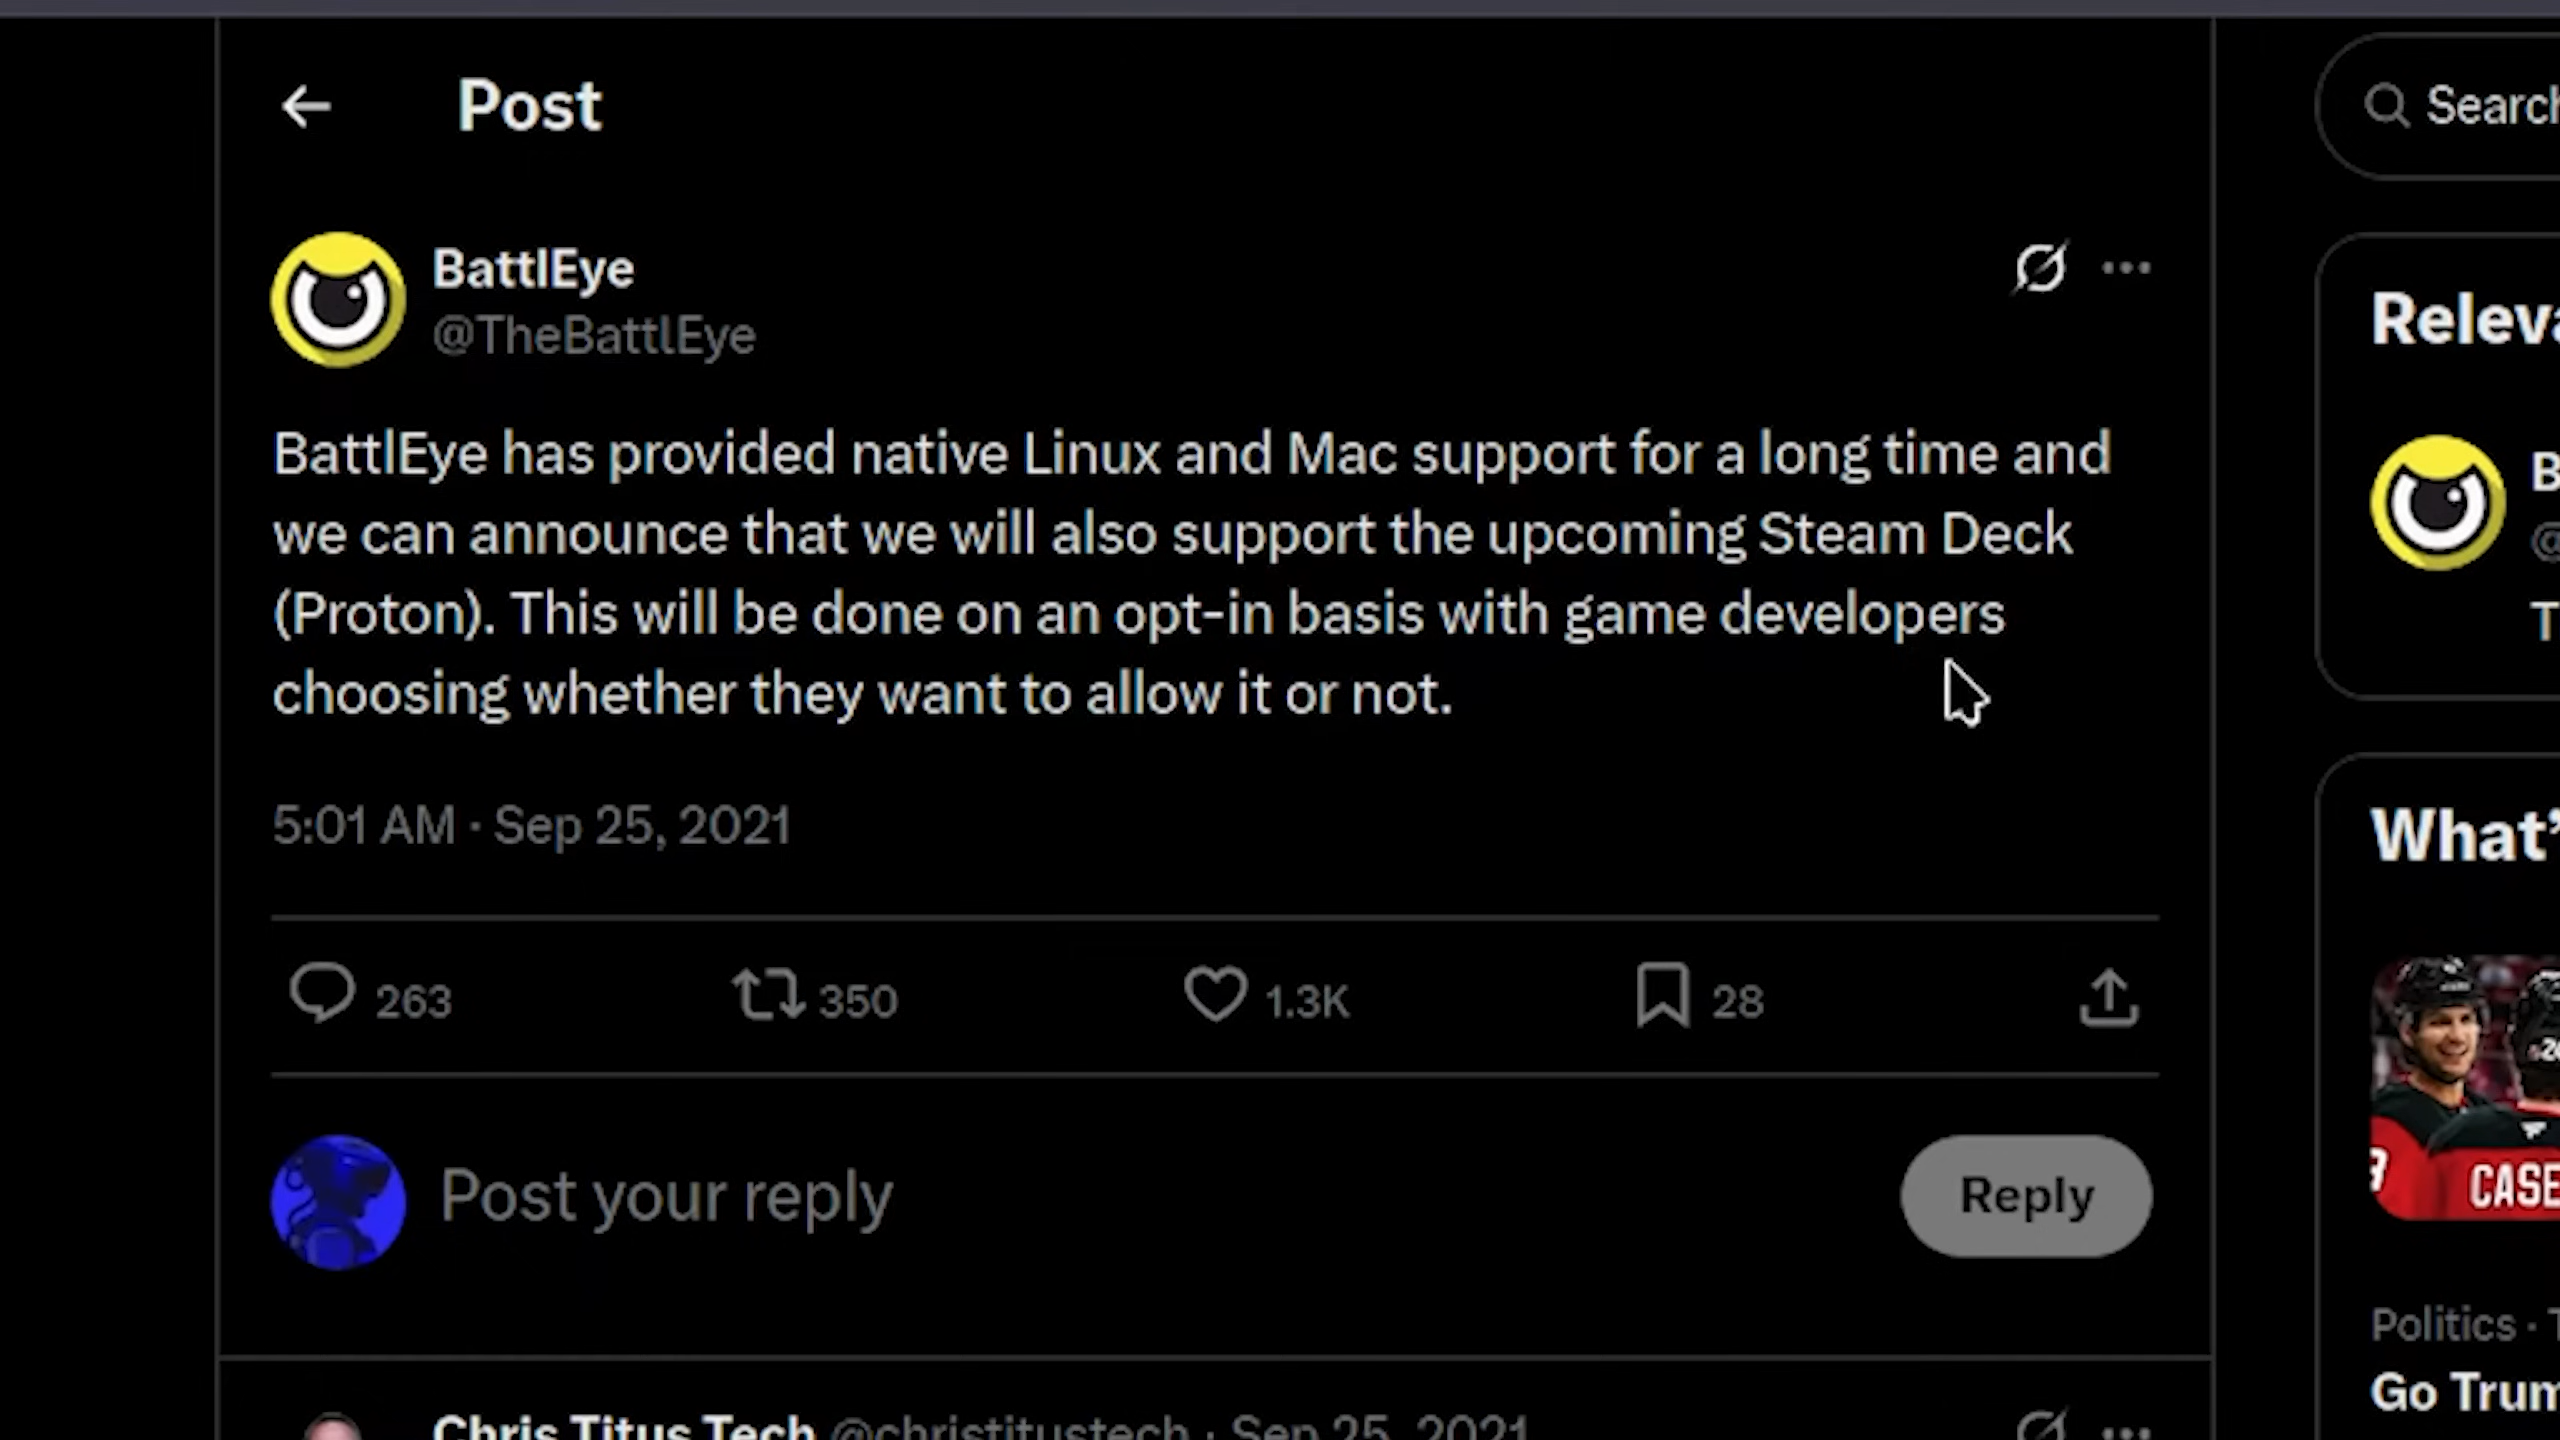 Post
Search
BattlEye
@TheBattlEye
BattlEye has provided native Linux and Mac support for a long time and
we can announce that we will also support the upcoming Steam Deck
(Proton). This will be done on an opt-in basis with game developers
choosing whether they want to allow it or not.
5:01 AM · Sep 25, 2021
263 350 1.3K 28
Post your reply
Reply
Chris Titus Tech @christitustech · Sep 25, 2021
Releva
B
@
T
What'
CASE
Politics · T
Go Trum